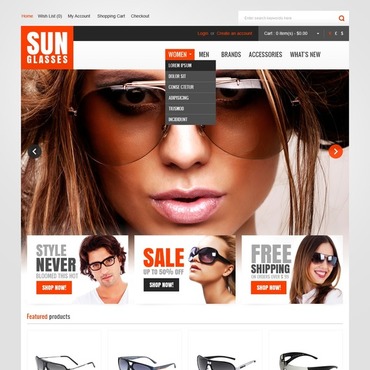 Home Wish List (0) My Account Shopping Cart Checkout
Enter search keywords here
SUN
GLASSES
Login or Create an account
Cart : 0 item(s) - $0.00
€ £ $
WOMEN MEN BRANDS ACCESSORIES WHAT'S NEW
LOREM IPSUM
DOLOR SIT
CONSE CTETUR
ADIPISICING
EIUSMOD
INCIDIDUNT
STYLE
NEVER
BLOOMED THIS HOT
SHOP NOW!
SALE
UP TO 50% OFF
SHOP NOW!
FREE
SHIPPING
ON ORDERS OVER $
SHOP NOW!
Featured products